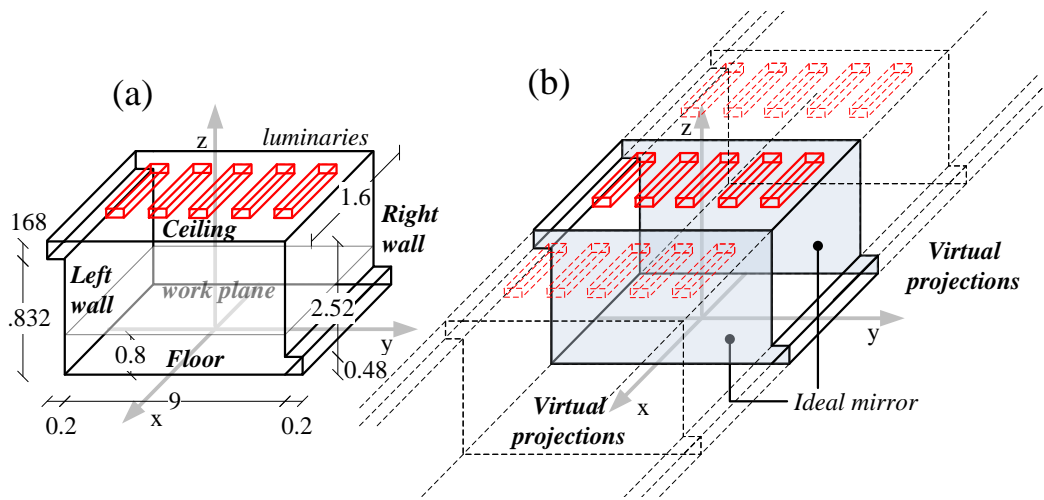 (a)
z
luminaries
1.6
168
Ceiling
Right
wall
Left
wall
work plane
2.52
.832
y
0.8
Floor
0.48
9
x
0.2
0.2
(b)
z
Virtual
projections
y
x
Ideal mirror
Virtual
projections